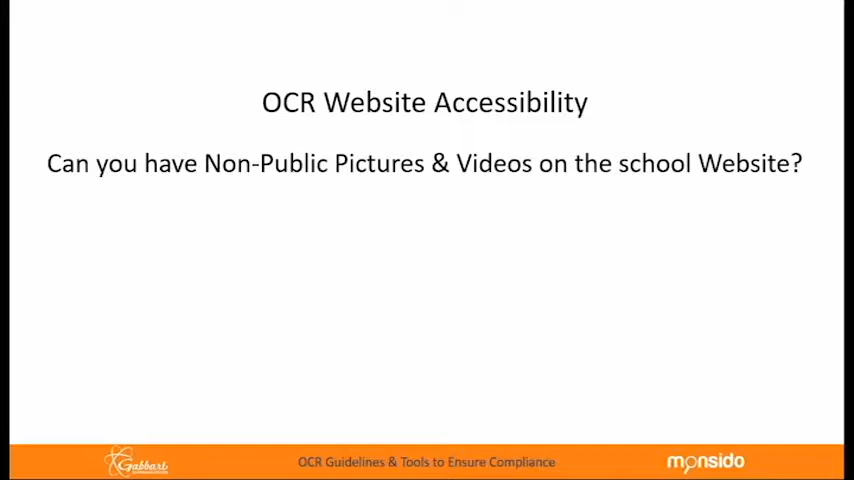 OCR Website Accessibility
Can you have Non-Public Pictures & Videos on the school Website?
Gabbart
OCR Guidelines & Tools to Ensure Compliance
monsido